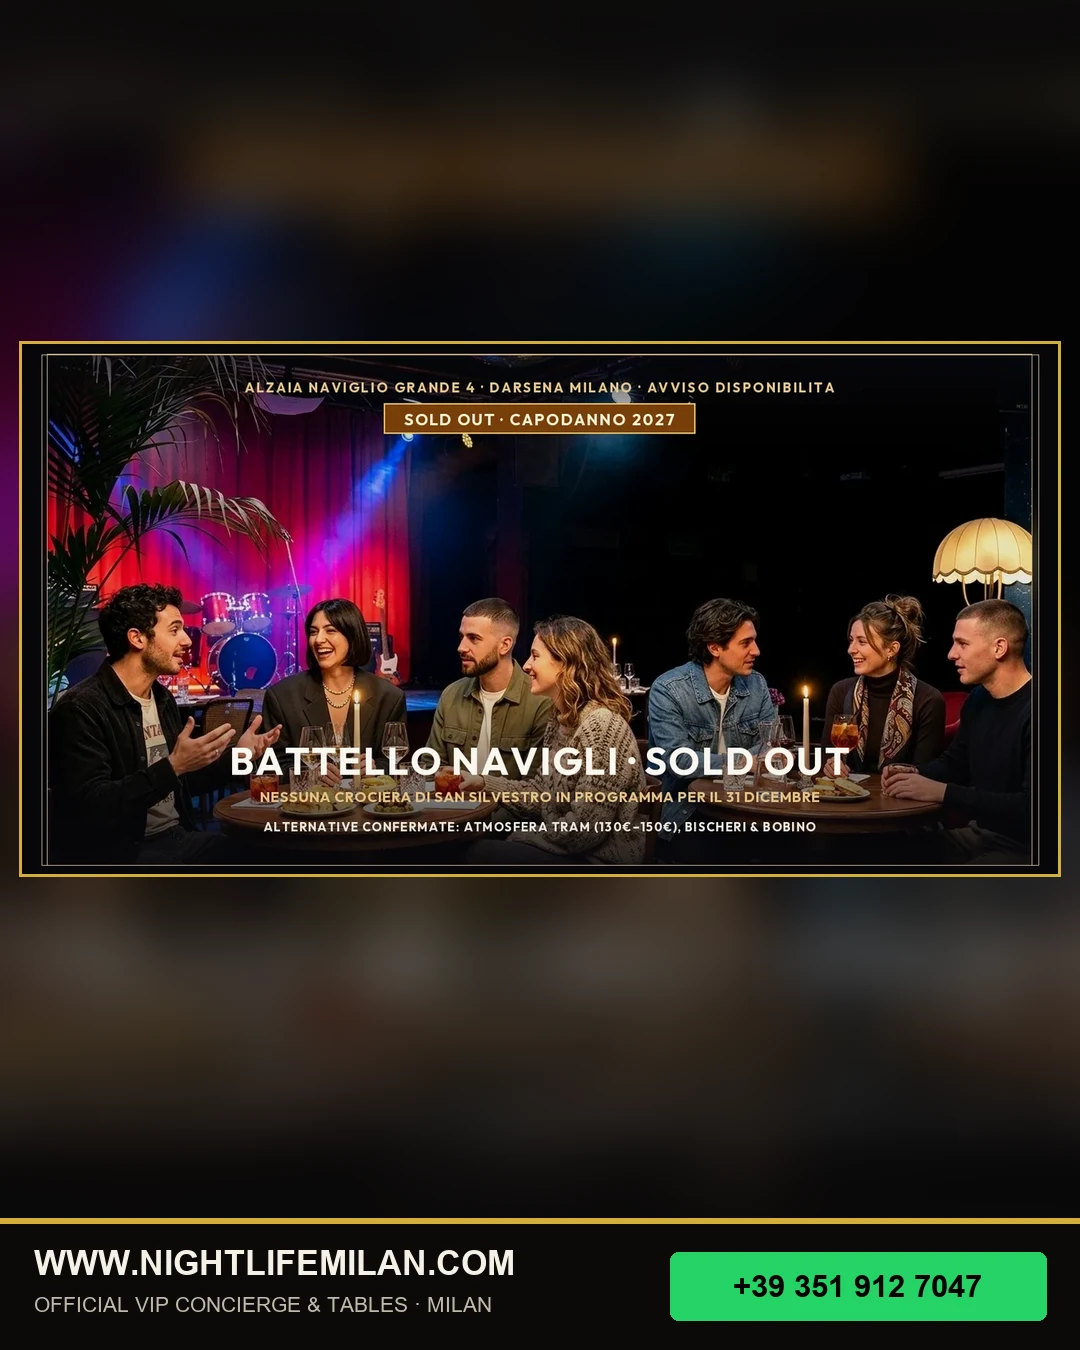 ALZAIA NAVIGLIO GRANDE 4 · DARSENA MILANO · AVVISO DISPONIBILITA
SOLD OUT · CAPODANNO 2027
BATTELLO NAVIGLI · SOLD OUT
NESSUNA CROCIERA DI SAN SILVESTRO IN PROGRAMMA PER IL 31 DICEMBRE
ALTERNATIVE CONFERMATE: ATMOSFERA TRAM (130€–150€), BISCHERI & BOBINO
WWW.NIGHTLIFEMILAN.COM
OFFICIAL VIP CONCIERGE & TABLES · MILAN
+39 351 912 7047